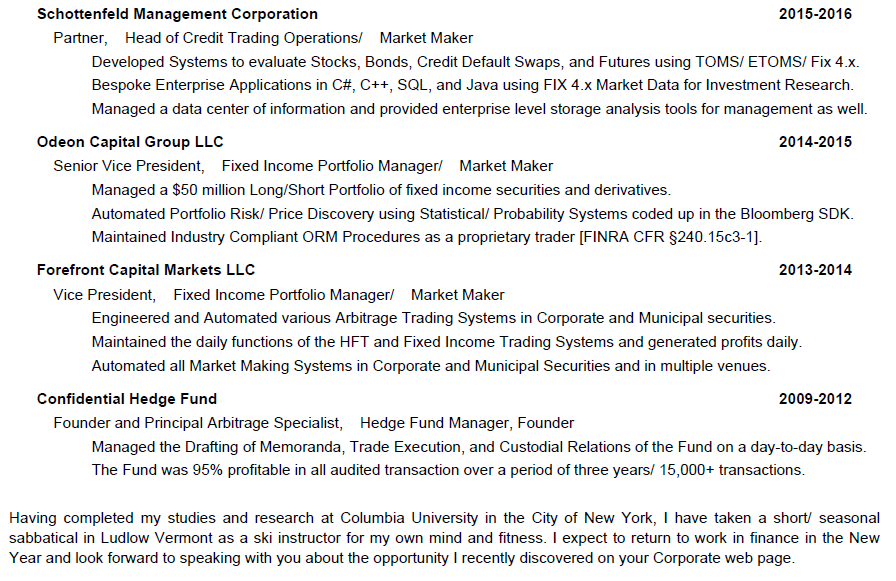 Schottenfeld Management Corporation 2015-2016
Partner, Head of Credit Trading Operations/ Market Maker
Developed Systems to evaluate Stocks, Bonds, Credit Default Swaps, and Futures using TOMS/ ETOMS/ Fix 4.x.
Bespoke Enterprise Applications in C#, C++, SQL, and Java using FIX 4.x Market Data for Investment Research.
Managed a data center of information and provided enterprise level storage analysis tools for management as well.
Odeon Capital Group LLC 2014-2015
Senior Vice President, Fixed Income Portfolio Manager/ Market Maker
Managed a $50 million Long/Short Portfolio of fixed income securities and derivatives.
Automated Portfolio Risk/ Price Discovery using Statistical/ Probability Systems coded up in the Bloomberg SDK.
Maintained Industry Compliant ORM Procedures as a proprietary trader [FINRA CFR §240.15c3-1].
Forefront Capital Markets LLC 2013-2014
Vice President, Fixed Income Portfolio Manager/ Market Maker
Engineered and Automated various Arbitrage Trading Systems in Corporate and Municipal securities.
Maintained the daily functions of the HFT and Fixed Income Trading Systems and generated profits daily.
Automated all Market Making Systems in Corporate and Municipal Securities and in multiple venues.
Confidential Hedge Fund 2009-2012
Founder and Principal Arbitrage Specialist, Hedge Fund Manager, Founder
Managed the Drafting of Memoranda, Trade Execution, and Custodial Relations of the Fund on a day-to-day basis.
The Fund was 95% profitable in all audited transaction over a period of three years/ 15,000+ transactions.
Having completed my studies and research at Columbia University in the City of New York, I have taken a short/ seasonal
sabbatical in Ludlow Vermont as a ski instructor for my own mind and fitness. I expect to return to work in finance in the New
Year and look forward to speaking with you about the opportunity I recently discovered on your Corporate web page.